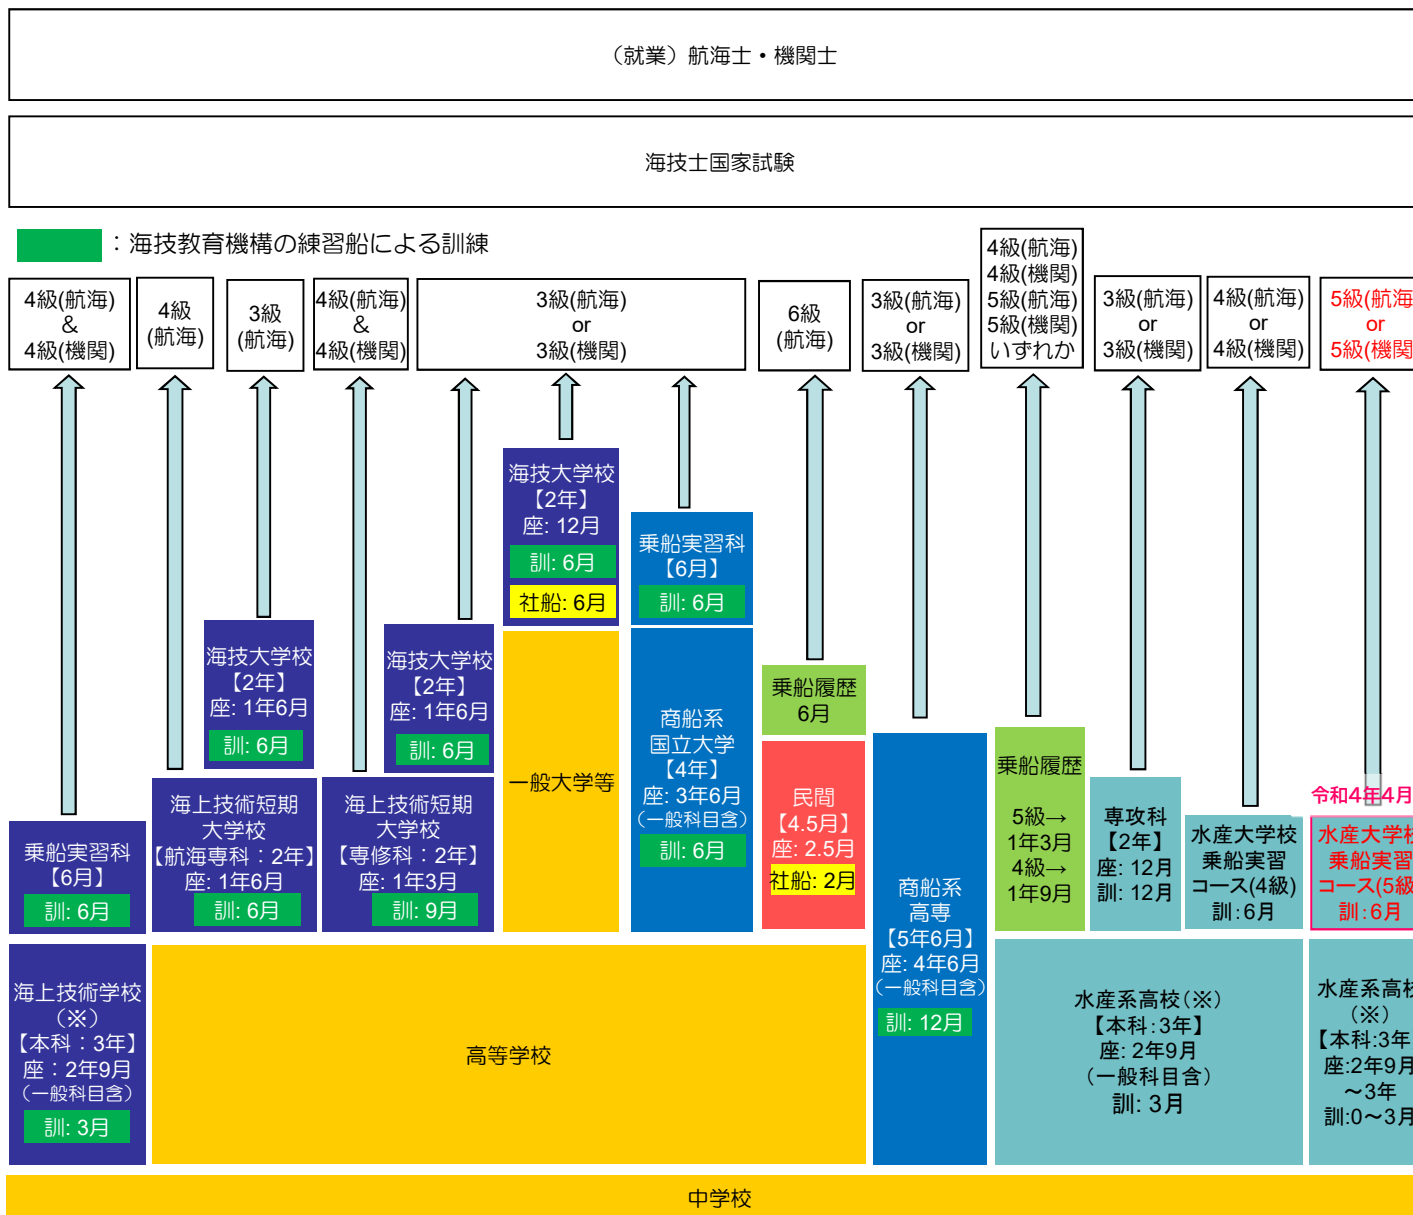 （就業）航海士・機関士
海技士国家試験
：海技教育機構の練習船による訓練
4級(航海)
&
4級(機関)
4級
(航海)
3級
(航海)
4級(航海)
&
4級(機関)
3級(航海)
or
3級(機関)
6級
(航海)
3級(航海)
or
3級(機関)
4級(航海)
4級(機関)
5級(航海)
5級(機関)
いずれか
3級(航海)
or
3級(機関)
4級(航海)
or
4級(機関)
5級(航海
or
5級(機関
乗船実習科
【6月】
訓: 6月
海上技術学校
（※）
【本科：3年】
座：2年9月
（一般科目含）
訓: 3月
海上技術短期
大学校
【航海専科：2年】
座: 1年6月
訓: 6月
海技大学校
【2年】
座: 1年6月
訓: 6月
海上技術短期
大学校
【専修科：2年】
座: 1年3月
訓: 9月
海技大学校
【2年】
座: 1年6月
訓: 6月
海技大学校
【2年】
座: 12月
訓: 6月
社船: 6月
一般大学等
乗船実習科
【6月】
訓: 6月
商船系
国立大学
【4年】
座: 3年6月
（一般科目含）
訓: 6月
乗船履歴
6月
民間
【4.5月】
座: 2.5月
社船: 2月
高等学校
商船系
高専
【5年6月】
座: 4年6月
（一般科目含）
訓: 12月
乗船履歴
5級→
1年3月
4級→
1年9月
専攻科
【2年】
座: 12月
訓: 12月
水産大学校
乗船実習
コース(4級)
訓：6月
令和4年4月
水産大学校
乗船実習
コース(5級
訓：6月
水産系高校（※）
【本科：3年】
座: 2年9月
（一般科目含）
訓: 3月
水産系高校
（※）
【本科:3年
座:2年9月
～3年
訓:0～3月
中学校